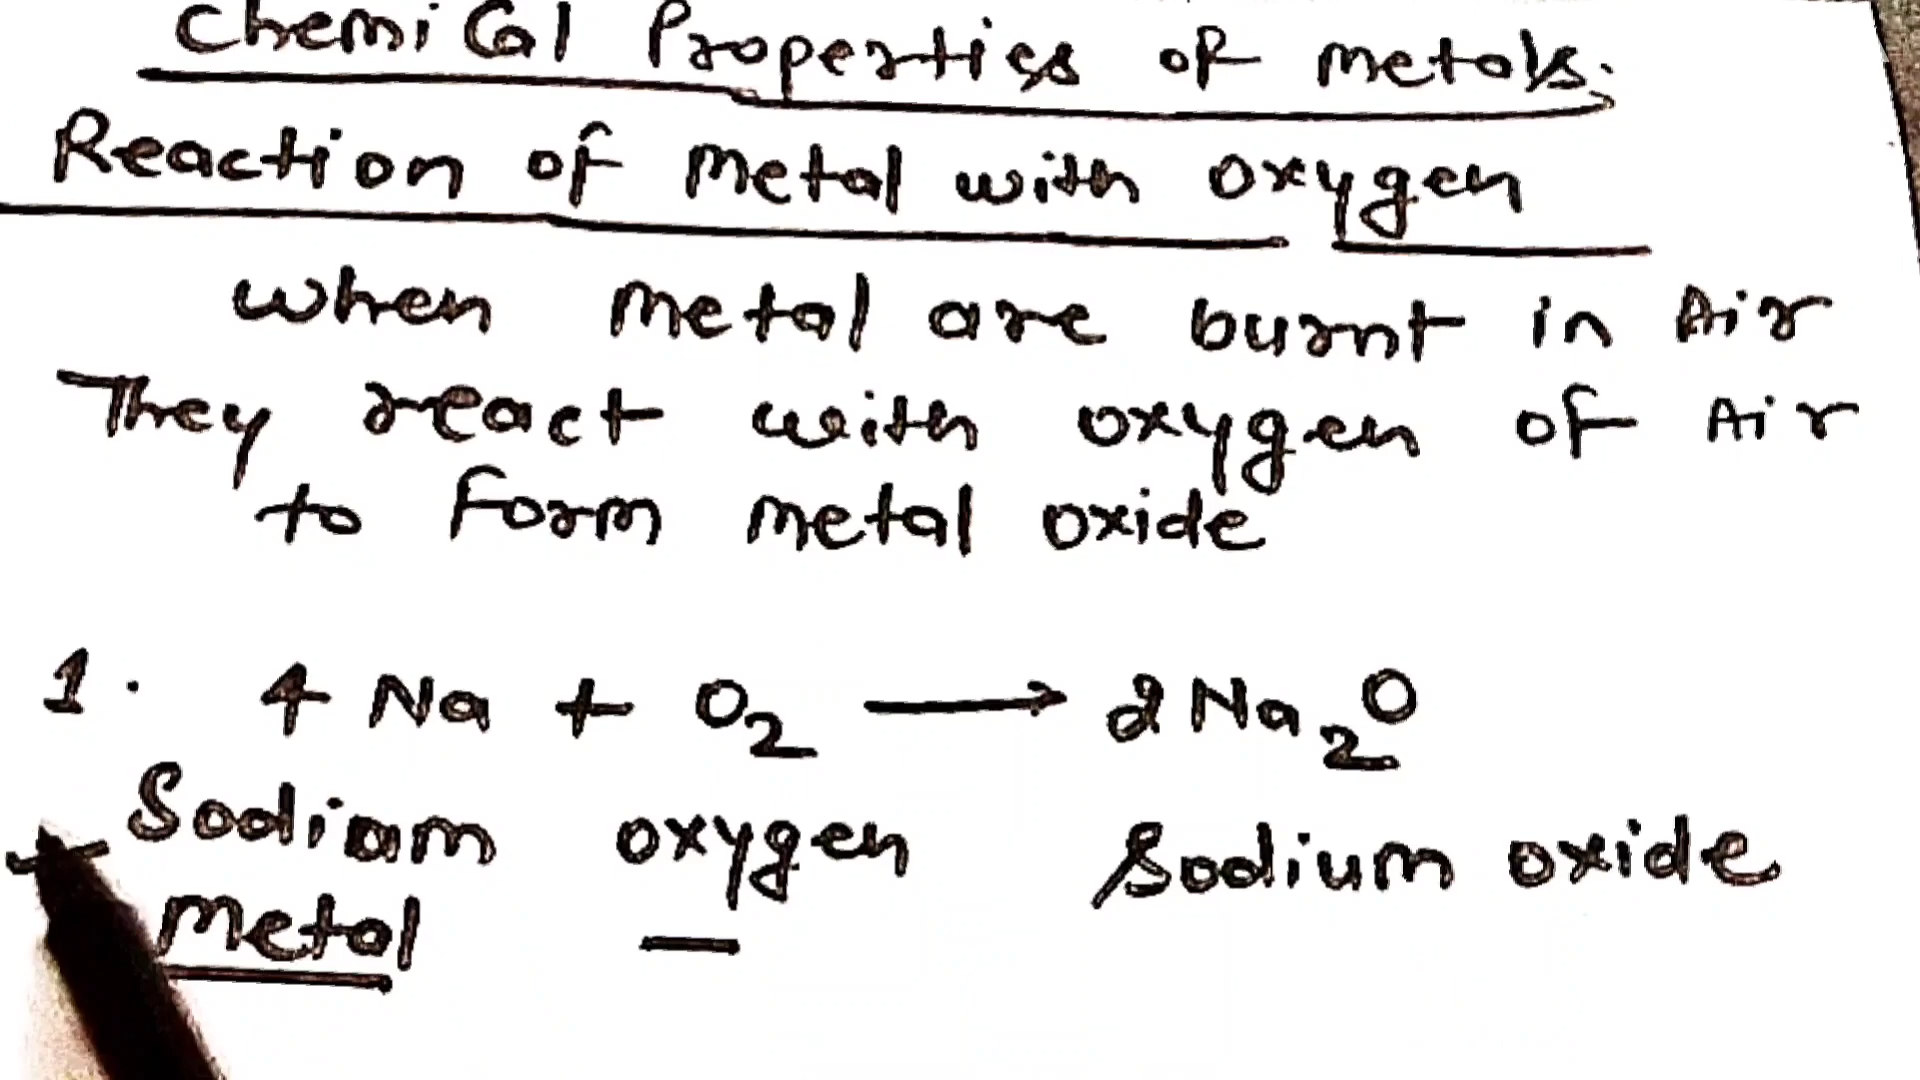 Chemical Properties of metals.
Reaction of metal with oxygen
when metal are burnt in Air
They react with oxygen of Air
to form metal oxide
1. 4 Na + O₂ → 2 Na₂O
Sodium oxygen Sodium oxide
metal